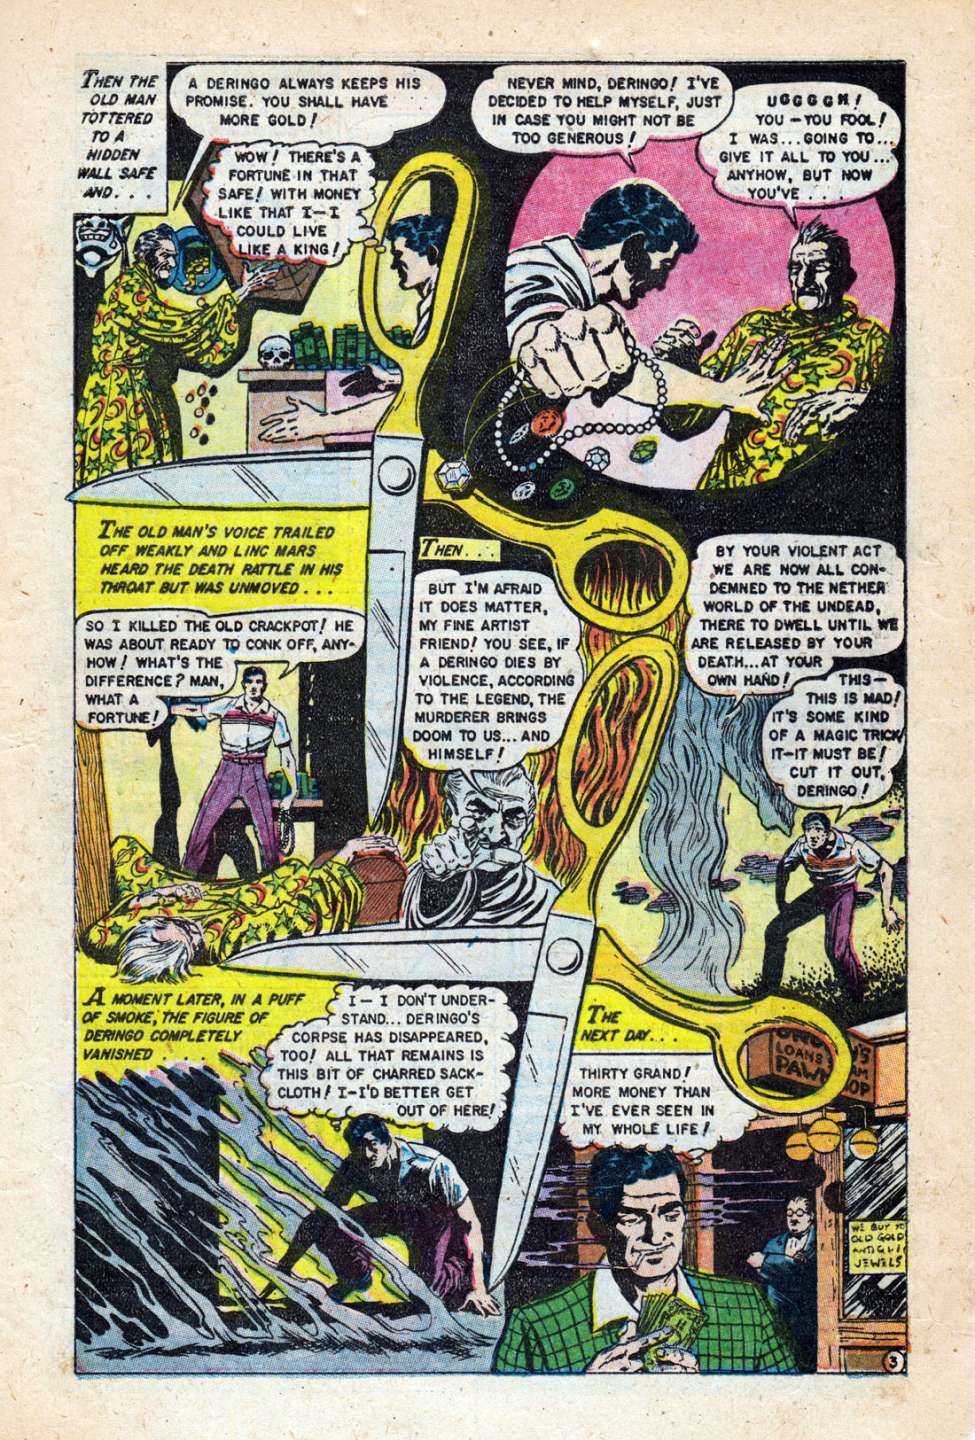 THEN THE
OLD MAN
TOTTERED
TO A
HIDDEN
WALL SAFE
AND. . .
A DERINGO ALWAYS KEEPS HIS
PROMISE. YOU SHALL HAVE
MORE GOLD!
WOW! THERE'S A
FORTUNE IN THAT
SAFE! WITH MONEY
LIKE THAT I-I
COULD LIVE
LIKE A KING!
NEVER MIND, DERINGO! I'VE
DECIDED TO HELP MYSELF, JUST
IN CASE YOU MIGHT NOT BE
TOO GENEROUS!
UGGGGH!
YOU-YOU FOOL!
I WAS...GOING TO...
GIVE IT ALL TO YOU...
ANYHOW, BUT NOW
YOU'VE . . .
THE OLD MAN'S VOICE TRAILED
OFF WEAKLY AND LINC MARS
HEARD THE DEATH RATTLE IN HIS
THROAT BUT WAS UNMOVED . . .
SO I KILLED THE OLD CRACKPOT! HE
WAS ABOUT READY TO CONK OFF, ANY-
HOW! WHAT'S THE
DIFFERENCE? MAN,
WHAT A
FORTUNE!
THEN. . .
BUT I'M AFRAID
IT DOES MATTER,
MY FINE ARTIST
FRIEND! YOU SEE, IF
A DERINGO DIES BY
VIOLENCE, ACCORDING
TO THE LEGEND, THE
MURDERER BRINGS
DOOM TO US...AND
HIMSELF!
BY YOUR VIOLENT ACT
WE ARE NOW ALL CON-
DEMNED TO THE NETHER
WORLD OF THE UNDEAD,
THERE TO DWELL UNTIL WE
ARE RELEASED BY YOUR
DEATH...AT YOUR
OWN HAND!
THIS-
THIS IS MAD!
IT'S SOME KIND
OF A MAGIC TRICK
IT-IT MUST BE!
CUT IT OUT,
DERINGO!
A MOMENT LATER, IN A PUFF
OF SMOKE, THE FIGURE OF
DERINGO COMPLETELY
VANISHED . . . .
I-I DON'T UNDER-
STAND... DERINGO'S
CORPSE HAS DISAPPEARED,
TOO! ALL THAT REMAINS IS
THIS BIT OF CHARRED SACK-
CLOTH! I-I'D BETTER GET
OUT OF HERE!
THE
NEXT DAY. . .
THIRTY GRAND!
MORE MONEY THAN
I'VE EVER SEEN IN
MY WHOLE LIFE!
LOANS
PAWN
WE BUY
OLD GOLD
JEWELS
3